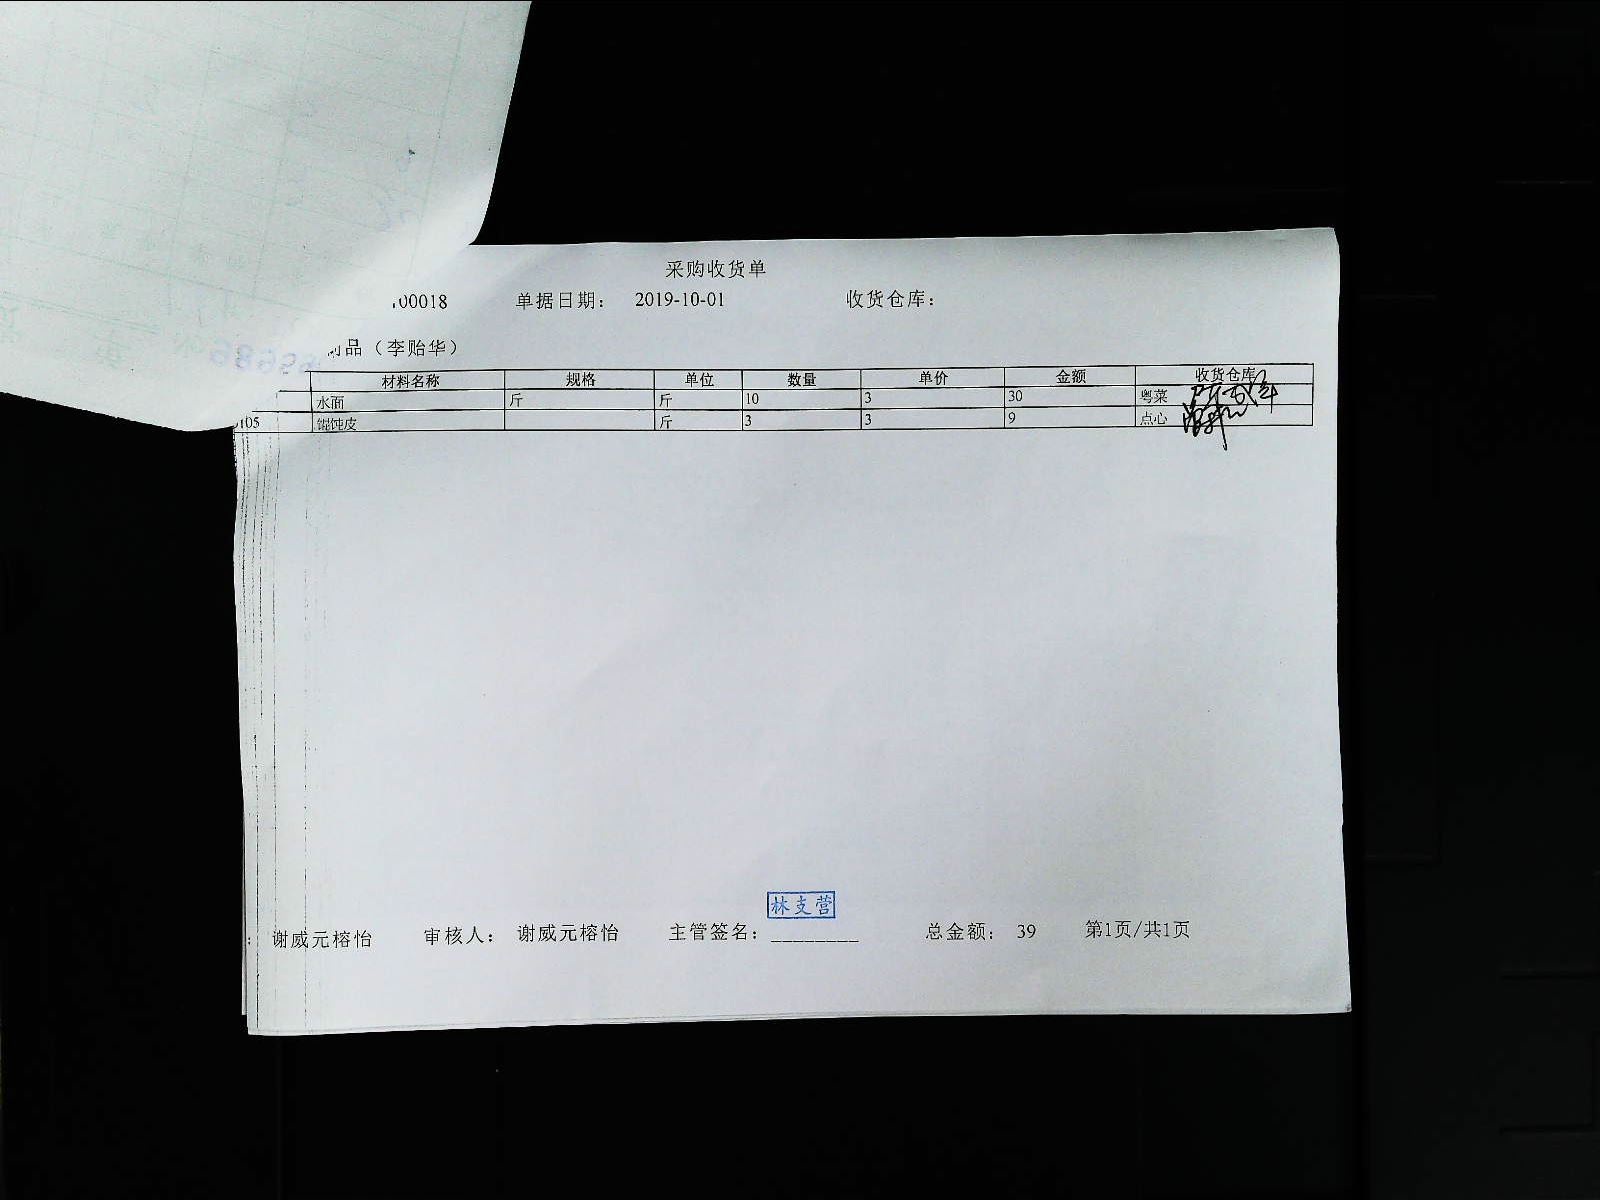 采购收货单
00018 单据日期： 2019-10-01 收货仓库：
制品（李贻华）
材料名称 规格 单位 数量 单价 金额 收货仓库
水面 斤 斤 10 3 30 粤菜
105 馄饨皮 斤 3 3 9 点心
林支营
： 谢威元榕怡 审核人： 谢威元榕怡 主管签名：________ 总金额： 39 第1页/共1页